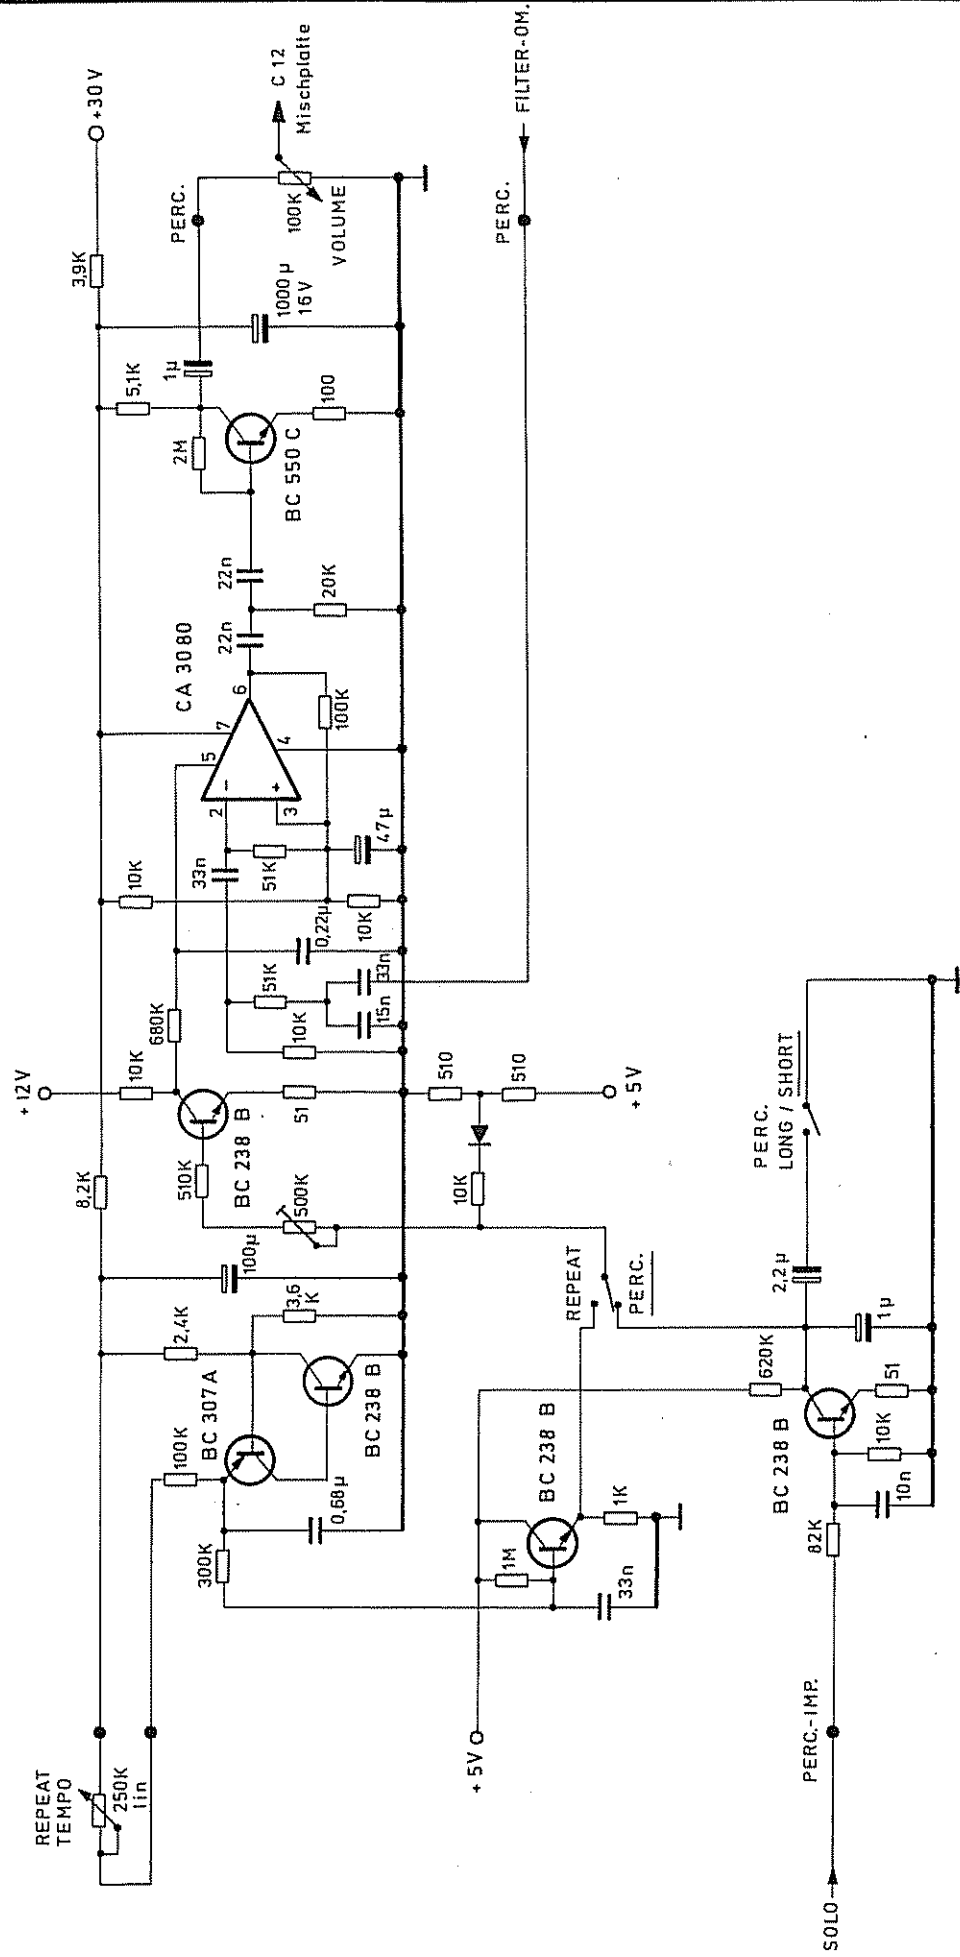 REPEAT
TEMPO
250K
lin
300K
100K
BC 307A
0,68µ
2,4K
3,6
K
BC 238 B
100µ
8,2K
+12V
10K
510K
500K
BC 238 B
51
680K
10K
51K
15n
33n
0,22µ
10K
10K
33n
51K
4,7µ
2
3
-
+
5
7
4
6
CA 3080
100K
22n
22n
20K
2M
5,1K
BC 550 C
100
1µ
1000µ
16V
3,9K
+30V
PERC.
100K
VOLUME
C 12
Mischplatte
PERC.
FILTER-OM.
510
510
+5V
10K
REPEAT
PERC.
+5V
1M
BC 238 B
1K
33n
SOLO
PERC.-IMP.
82K
10n
10K
BC 238 B
51
620K
1µ
2,2µ
PERC.
LONG / SHORT